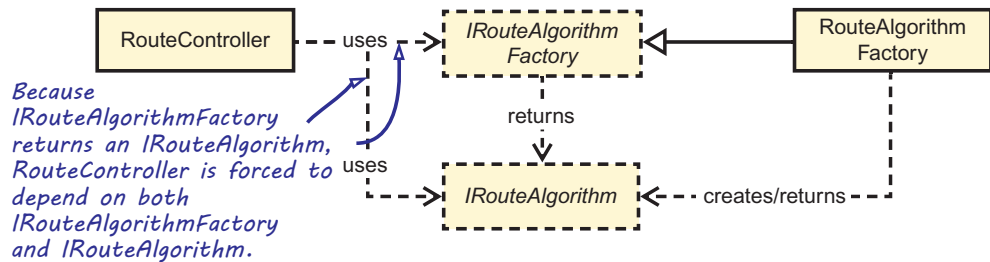 RouteController
uses
IRouteAlgorithm
Factory
RouteAlgorithm
Factory
Because
IRouteAlgorithmFactory
returns an IRouteAlgorithm,
RouteController is forced to
depend on both
IRouteAlgorithmFactory
and IRouteAlgorithm.
returns
uses
IRouteAlgorithm
creates/returns